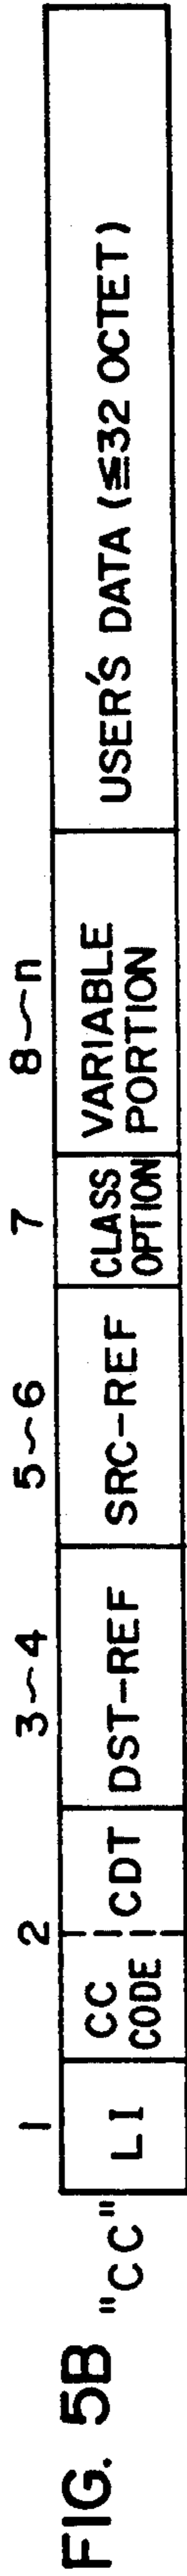 FIG. 5B "CC"
1 2 3~4 5~6 7 8~n
LI
CC
CODE
CDT
DST-REF
SRC-REF
CLASS
OPTION
VARIABLE
PORTION
USER'S DATA (≦32 OCTET)